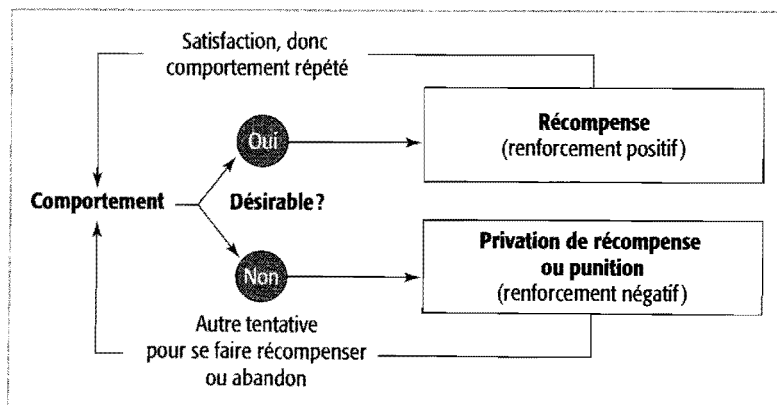 Satisfaction, donc
comportement répété
Oui
Récompense
(renforcement positif)
Comportement
Désirable ?
Non
Privation de récompense
ou punition
(renforcement négatif)
Autre tentative
pour se faire récompenser
ou abandon